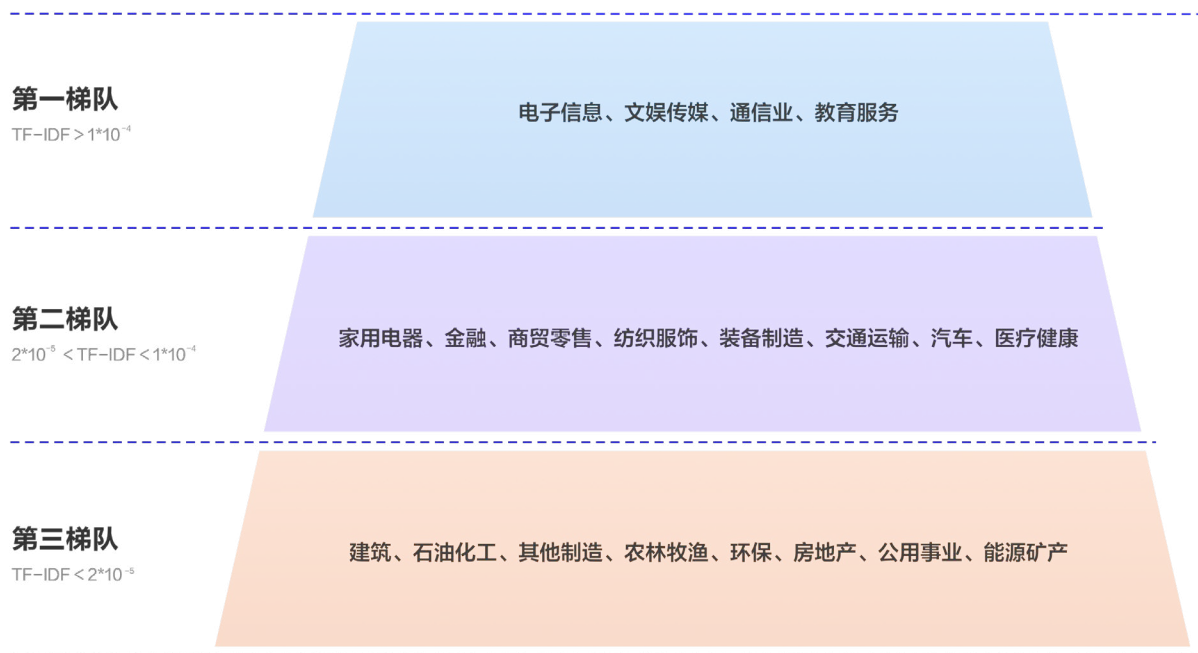 第一梯队
TF-IDF＞1*10⁻⁴
电子信息、文娱传媒、通信业、教育服务
第二梯队
2*10⁻⁵＜TF-IDF＜1*10⁻⁴
家用电器、金融、商贸零售、纺织服饰、装备制造、交通运输、汽车、医疗健康
第三梯队
TF-IDF＜2*10⁻⁵
建筑、石油化工、其他制造、农林牧渔、环保、房地产、公用事业、能源矿产